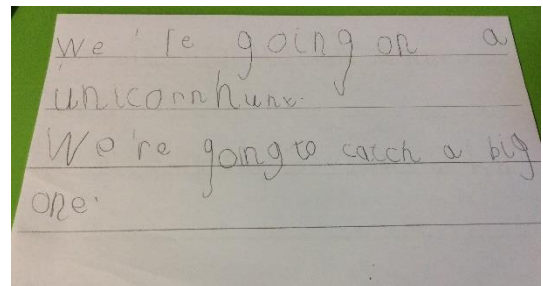 We're going on a
unicornhunt.
We're going to catch a big
one.